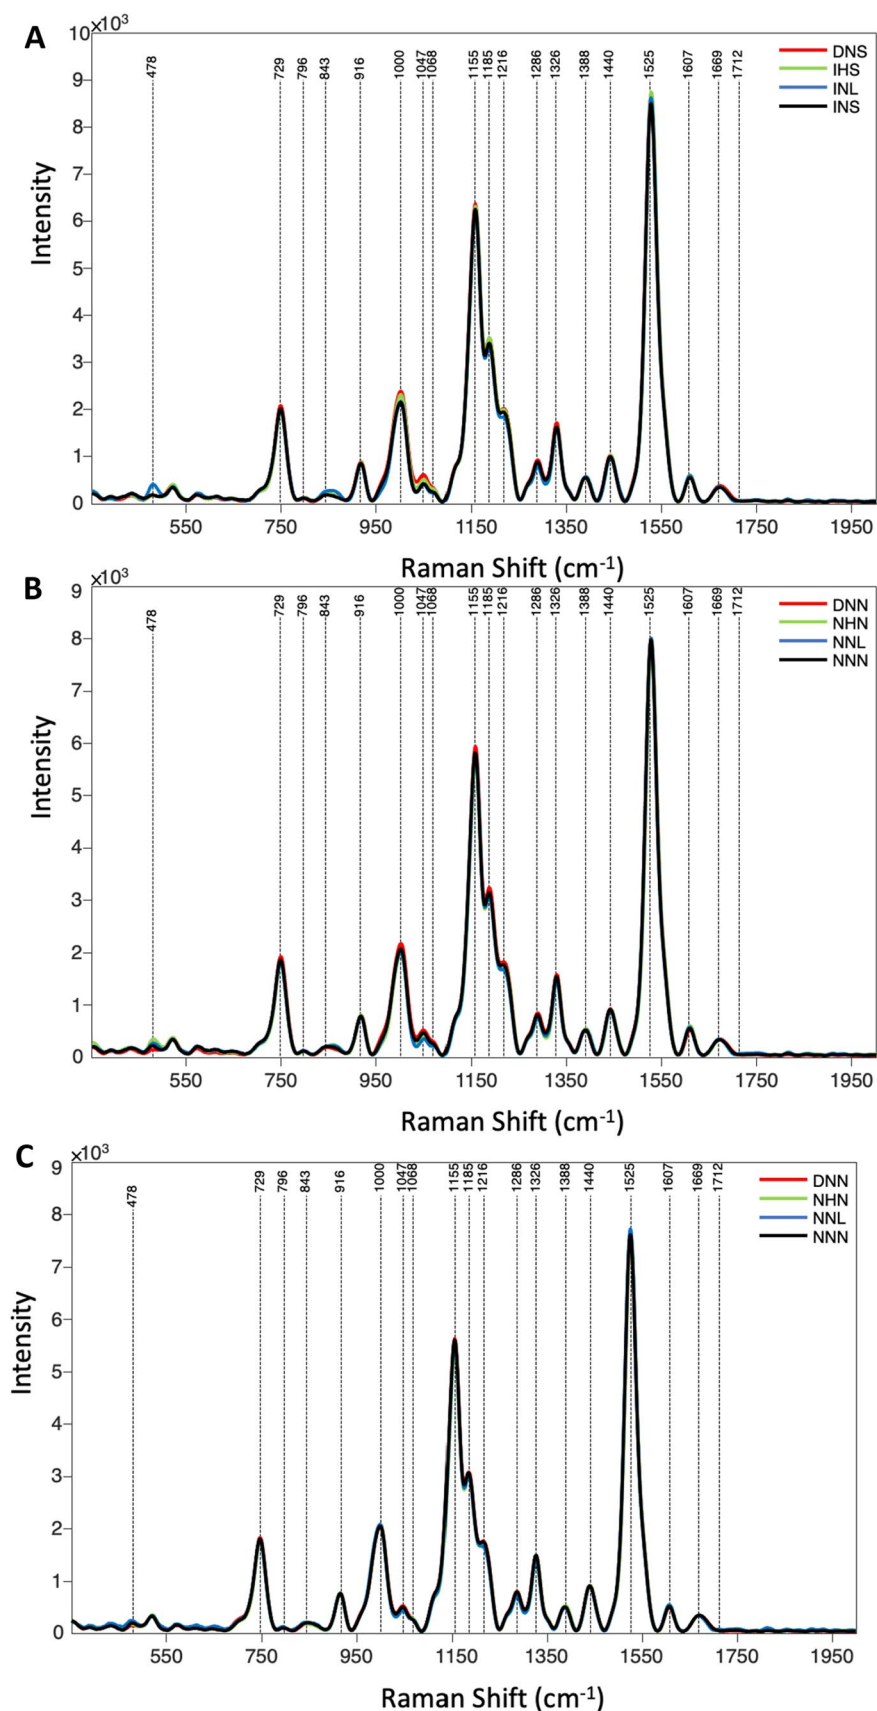 A
10 ×10³
478 729 796 843 916 1000 1047 1068 1155 1185 1216 1286 1326 1388 1440 1525 1607 1669 1712
DNS
IHS
INL
INS
9
8
7
6
5
4
3
2
1
0
Intensity
550 750 950 1150 1350 1550 1750 1950
Raman Shift (cm⁻¹)
B
9 ×10³
478 729 796 843 916 1000 1047 1068 1155 1185 1216 1286 1326 1388 1440 1525 1607 1669 1712
DNN
NHN
NNL
NNN
8
7
6
5
4
3
2
1
0
Intensity
550 750 950 1150 1350 1550 1750 1950
Raman Shift (cm⁻¹)
C
9 ×10³
478 729 796 843 916 1000 1047 1068 1155 1185 1216 1286 1326 1388 1440 1525 1607 1669 1712
DNN
NHN
NNL
NNN
8
7
6
5
4
3
2
1
0
Intensity
550 750 950 1150 1350 1550 1750 1950
Raman Shift (cm⁻¹)